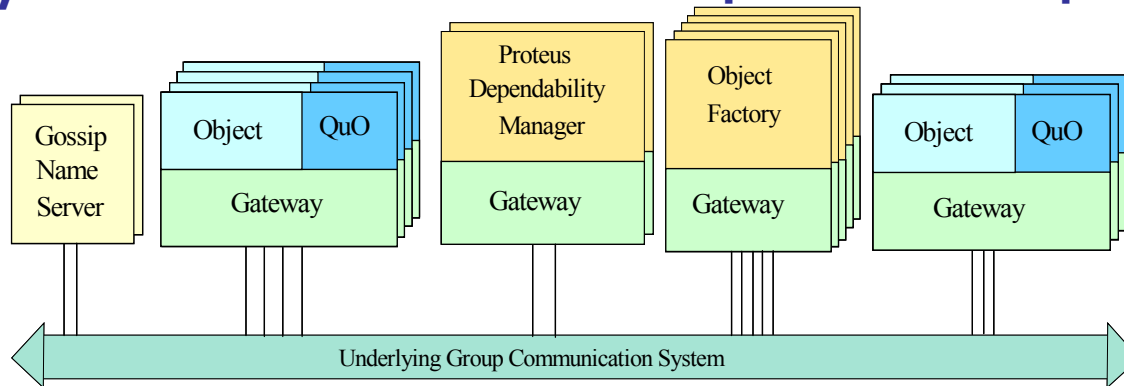 Gossip
Name
Server
Object
QuO
Gateway
Proteus
Dependability
Manager
Gateway
Object
Factory
Gateway
Object
QuO
Gateway
Underlying Group Communication System